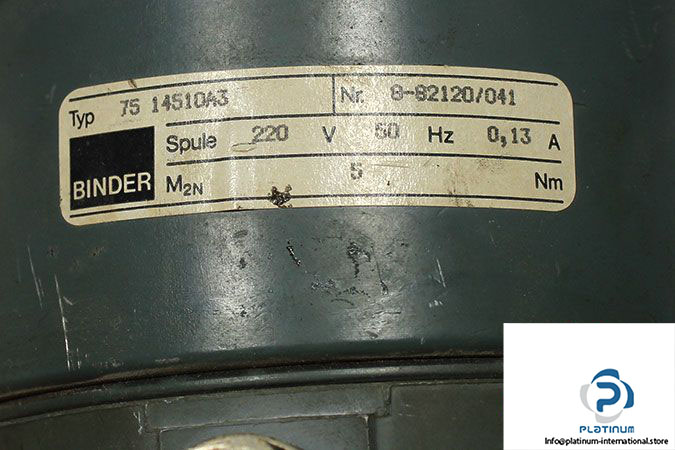 Typ 75 14510A3 Nr. 8-82120/041
BINDER
Spule 220 V 60 Hz 0,13 A
M2N 5 Nm
PLATINUM
Info@platinum-international.store